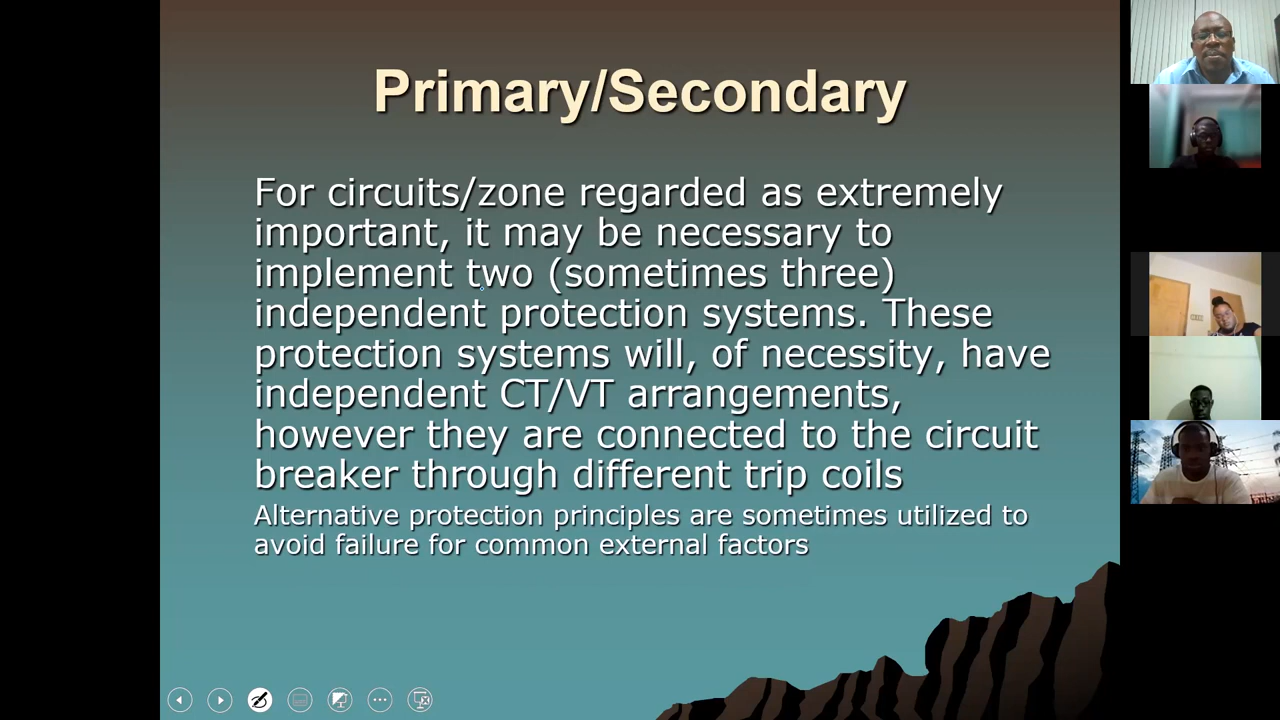 Primary/Secondary
For circuits/zone regarded as extremely
important, it may be necessary to
implement two (sometimes three)
independent protection systems. These
protection systems will, of necessity, have
independent CT/VT arrangements,
however they are connected to the circuit
breaker through different trip coils
Alternative protection principles are sometimes utilized to
avoid failure for common external factors